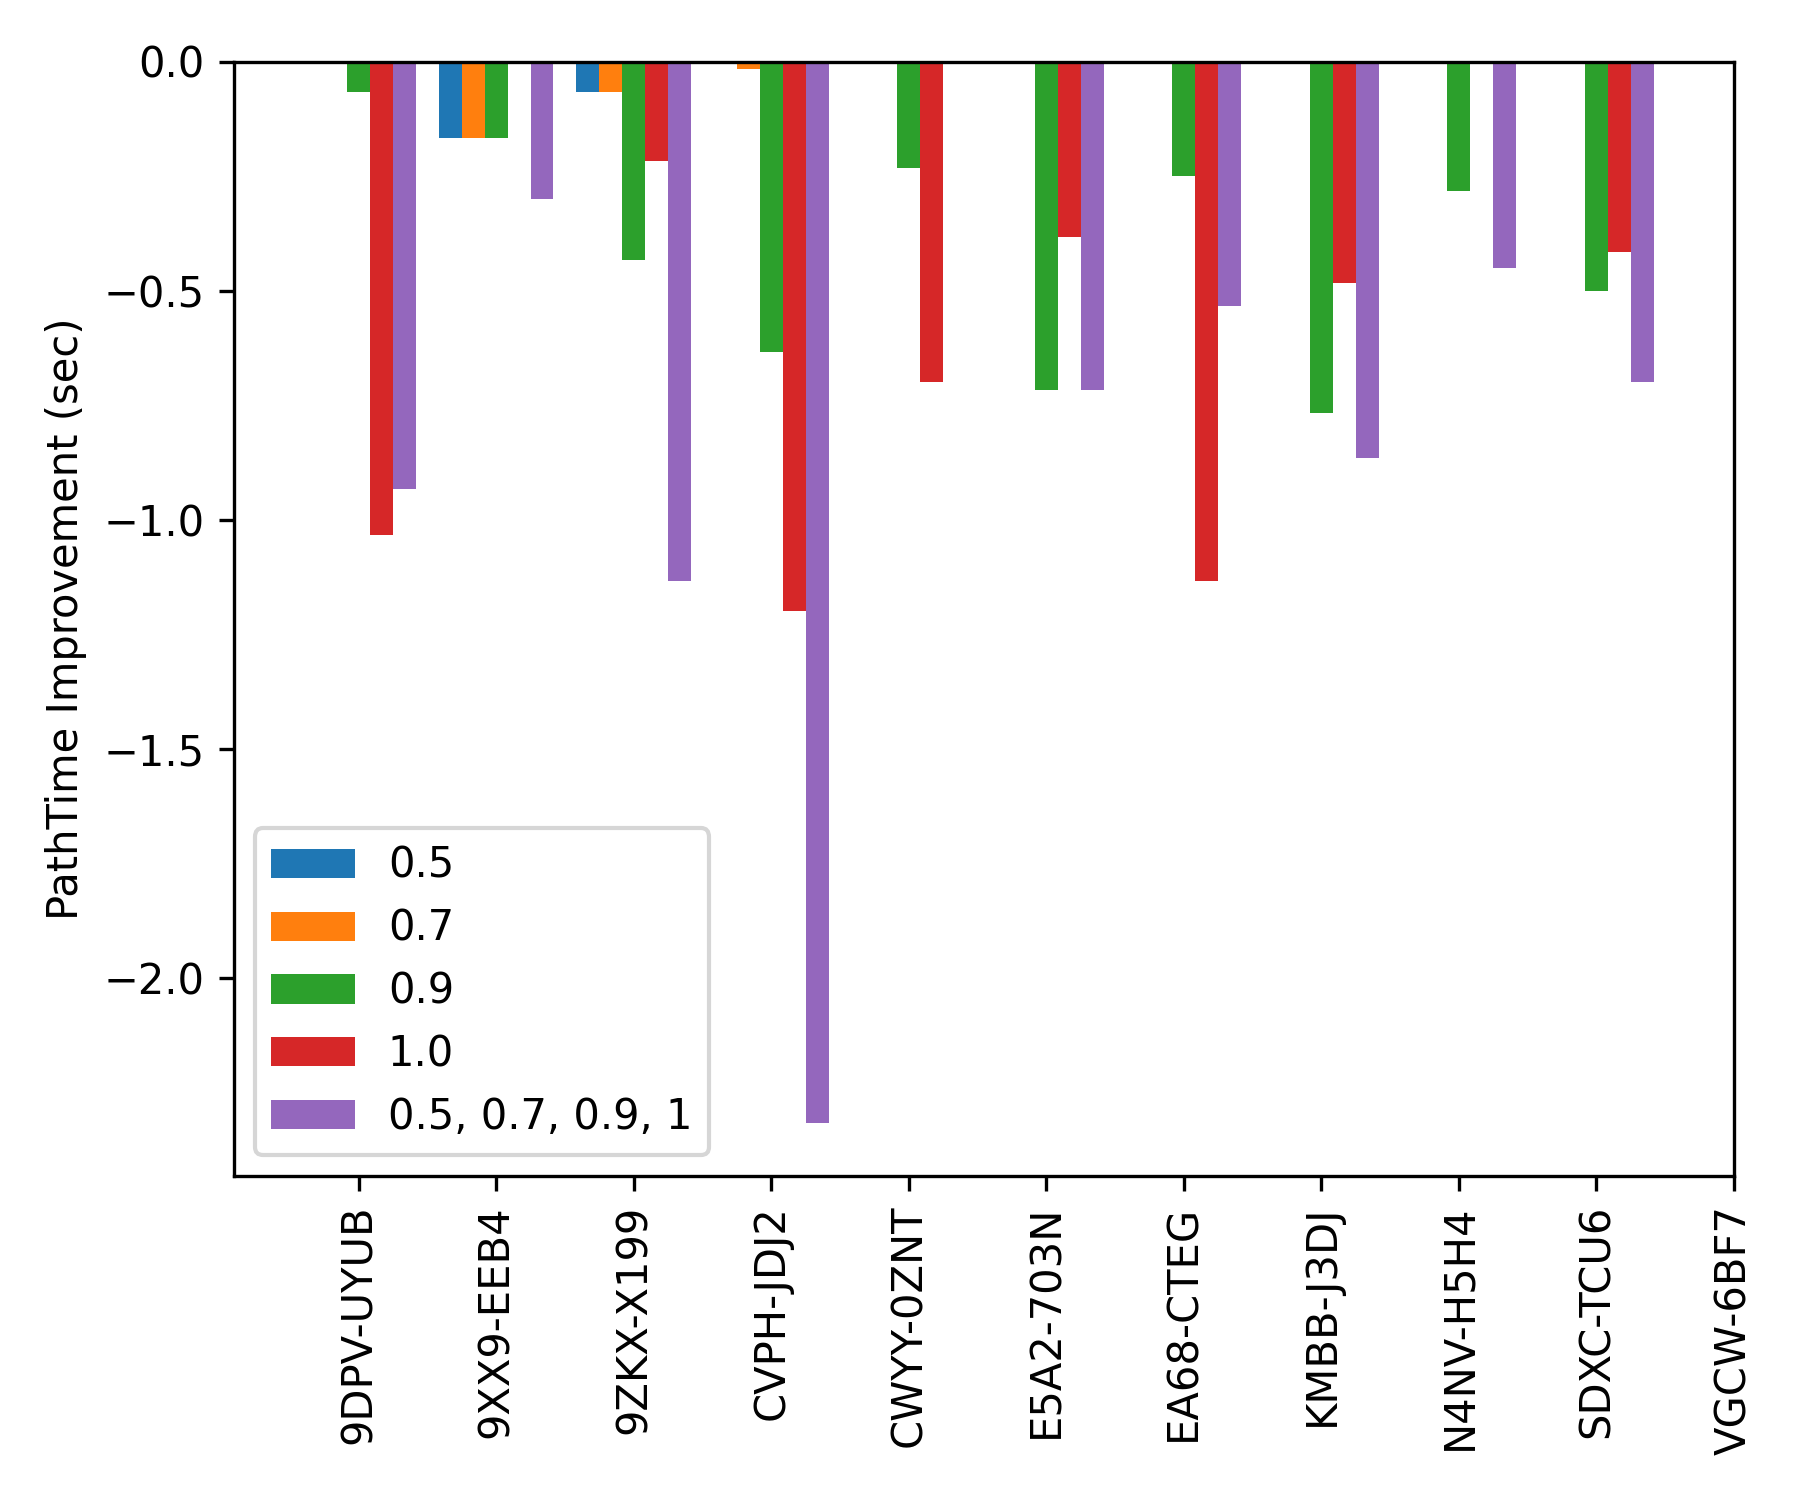 0.0
−0.5
−1.0
−1.5
−2.0
PathTime Improvement (sec)
0.5
0.7
0.9
1.0
0.5, 0.7, 0.9, 1
9DPV-UYUB
9XX9-EEB4
9ZKX-X199
CVPH-JDJ2
CWYY-0ZNT
E5A2-703N
EA68-CTEG
KMBB-J3DJ
N4NV-H5H4
SDXC-TCU6
VGCW-6BF7